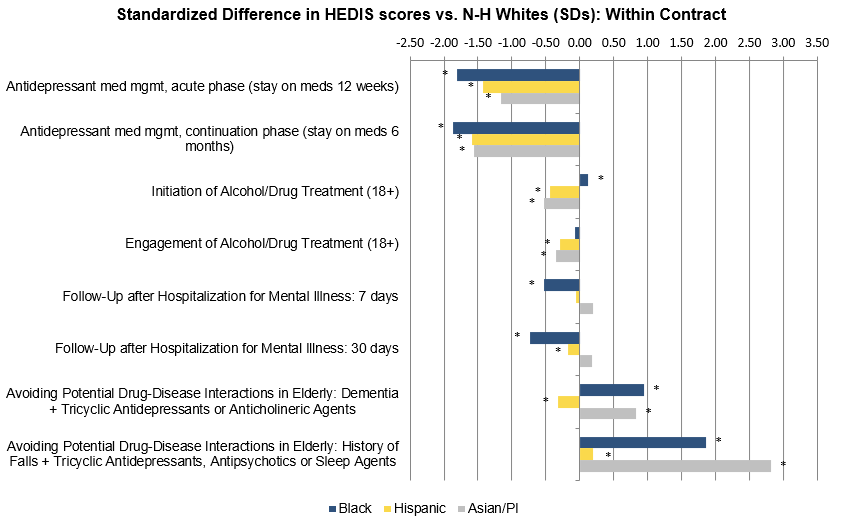 Standardized Difference in HEDIS scores vs. N-H Whites (SDs): Within Contract
-2.50 -2.00 -1.50 -1.00 -0.50 0.00 0.50 1.00 1.50 2.00 2.50 3.00 3.50
Antidepressant med mgmt, acute phase (stay on meds 12 weeks)
* * *
Antidepressant med mgmt, continuation phase (stay on meds 6
months)
* * *
Initiation of Alcohol/Drug Treatment (18+)
* * *
Engagement of Alcohol/Drug Treatment (18+)
* *
Follow-Up after Hospitalization for Mental Illness: 7 days
*
Follow-Up after Hospitalization for Mental Illness: 30 days
* *
Avoiding Potential Drug-Disease Interactions in Elderly: Dementia
+ Tricyclic Antidepressants or Anticholineric Agents
* * *
Avoiding Potential Drug-Disease Interactions in Elderly: History of
Falls + Tricyclic Antidepressants, Antipsychotics or Sleep Agents
* * *
Black Hispanic Asian/PI